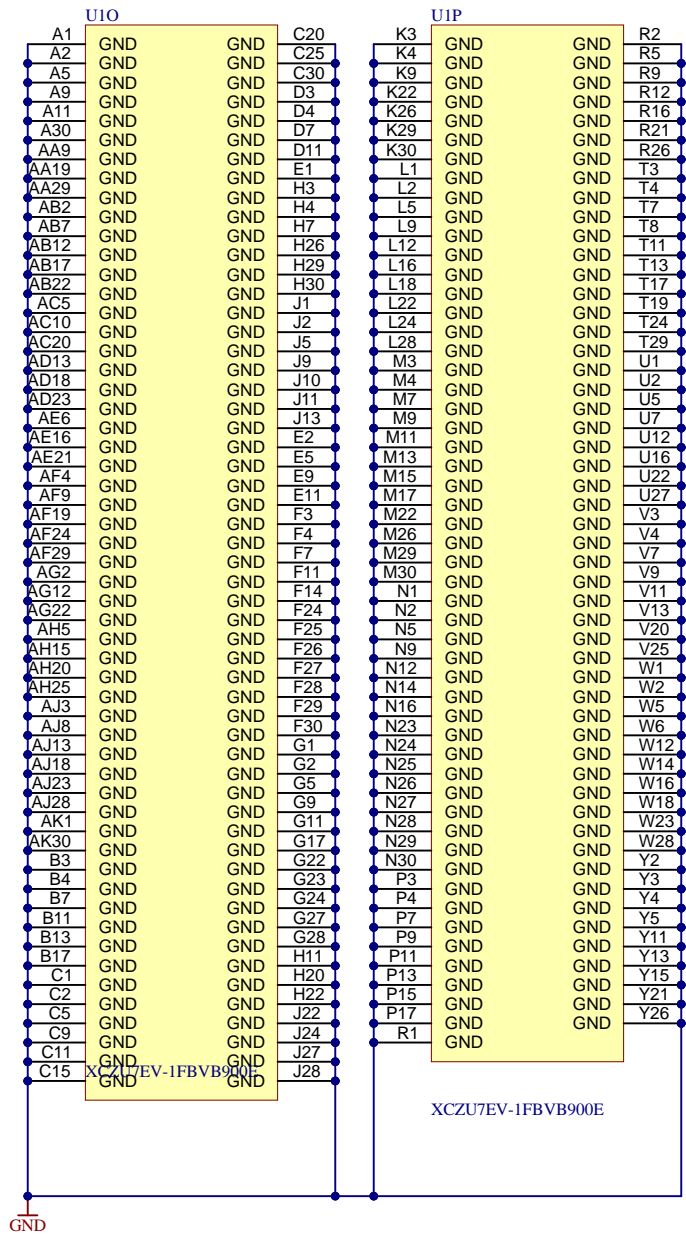 U1O U1P
A1 GND GND C20 K3 GND GND R2
A2 GND GND C25 K4 GND GND R5
A5 GND GND C30 K9 GND GND R9
A9 GND GND D3 K22 GND GND R12
A11 GND GND D4 K26 GND GND R16
A30 GND GND D7 K29 GND GND R21
AA9 GND GND D11 K30 GND GND R26
AA19 GND GND E1 L1 GND GND T3
AA29 GND GND H3 L2 GND GND T4
AB2 GND GND H4 L5 GND GND T7
AB7 GND GND H7 L9 GND GND T8
AB12 GND GND H26 L12 GND GND T11
AB17 GND GND H29 L16 GND GND T13
AB22 GND GND H30 L18 GND GND T17
AC5 GND GND J1 L22 GND GND T19
AC10 GND GND J2 L24 GND GND T24
AC20 GND GND J5 L28 GND GND T29
AD13 GND GND J9 M3 GND GND U1
AD18 GND GND J10 M4 GND GND U2
AD23 GND GND J11 M7 GND GND U5
AE6 GND GND J13 M9 GND GND U7
AE16 GND GND E2 M11 GND GND U12
AE21 GND GND E5 M13 GND GND U16
AF4 GND GND E9 M15 GND GND U22
AF9 GND GND E11 M17 GND GND U27
AF19 GND GND F3 M22 GND GND V3
AF24 GND GND F4 M26 GND GND V4
AF29 GND GND F7 M29 GND GND V7
AG2 GND GND F11 M30 GND GND V9
AG12 GND GND F14 N1 GND GND V11
AG22 GND GND F24 N2 GND GND V13
AH5 GND GND F25 N5 GND GND V20
AH15 GND GND F26 N9 GND GND V25
AH20 GND GND F27 N12 GND GND W1
AH25 GND GND F28 N14 GND GND W2
AJ3 GND GND F29 N16 GND GND W5
AJ8 GND GND F30 N23 GND GND W6
AJ13 GND GND G1 N24 GND GND W12
AJ18 GND GND G2 N25 GND GND W14
AJ23 GND GND G5 N26 GND GND W16
AJ28 GND GND G9 N27 GND GND W18
AK1 GND GND G11 N28 GND GND W23
AK30 GND GND G17 N29 GND GND W28
B3 GND GND G22 N30 GND GND Y2
B4 GND GND G23 P3 GND GND Y3
B7 GND GND G24 P4 GND GND Y4
B11 GND GND G27 P7 GND GND Y5
B13 GND GND G28 P9 GND GND Y11
B17 GND GND H11 P11 GND GND Y13
C1 GND GND H20 P13 GND GND Y15
C2 GND GND H22 P15 GND GND Y21
C5 GND GND J22 P17 GND GND Y26
C9 GND GND J24 R1 GND
C11 GND GND J27
C15 GND GND J28
XCZU7EV-1FBVB900E
XCZU7EV-1FBVB900E
GND